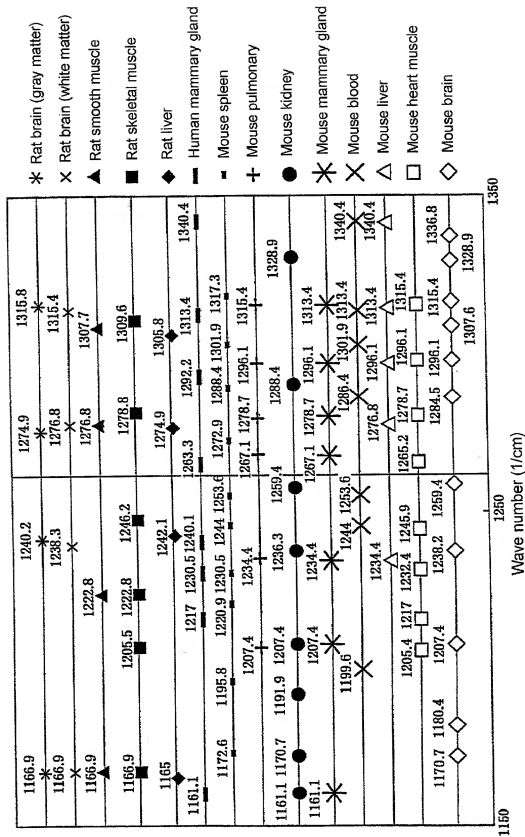 1166.9 1240.2 1274.9 1315.8 Rat brain (gray matter)
1166.9 1238.3 1276.8 1315.4 Rat brain (white matter)
1166.9 1222.8 1276.8 1307.7 Rat smooth muscle
1166.9 1205.5 1222.8 1246.2 1278.8 1309.6 Rat skeletal muscle
1165 1242.1 1274.9 1305.8 Rat liver
1161.1 1217 1230.5 1240.1 1263.3 1292.2 1313.4 1340.4 Human mammary gland
1172.6 1195.8 1220.9 1230.5 1244 1253.6 1272.9 1288.4 1301.9 1317.3 Mouse spleen
1207.4 1234.4 1267.1 1278.7 1296.1 1315.4 Mouse pulmonary
1161.1 1170.7 1191.9 1207.4 1236.3 1259.4 1288.4 1328.9 Mouse kidney
1161.1 1207.4 1234.4 1267.1 1278.7 1296.1 1313.4 Mouse mammary gland
1199.6 1244 1253.6 1286.4 1301.9 1313.4 1340.4 Mouse blood
1234.4 1276.8 1296.1 1313.4 1340.4 Mouse liver
1205.4 1217 1232.4 1245.9 1265.2 1278.7 1296.1 1315.4 Mouse heart muscle
1170.7 1180.4 1207.4 1238.2 1259.4 1284.5 1296.1 1307.6 1315.4 1328.9 1336.8 Mouse brain
1150 1250 1350
Wave number (1/cm)